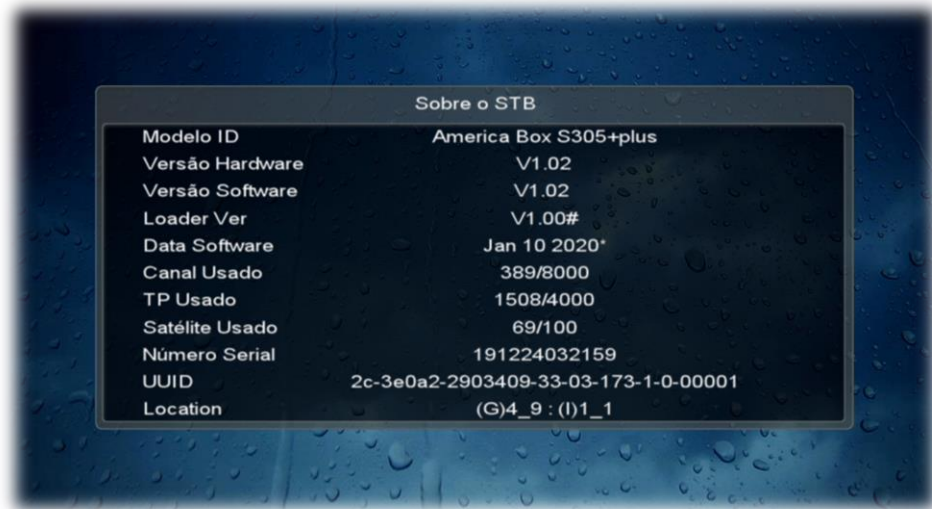 Sobre o STB
Modelo ID America Box S305+plus
Versão Hardware V1.02
Versão Software V1.02
Loader Ver V1.00#
Data Software Jan 10 2020*
Canal Usado 389/8000
TP Usado 1508/4000
Satélite Usado 69/100
Número Serial 191224032159
UUID 2c-3e0a2-2903409-33-03-173-1-0-00001
Location (G)4_9 : (I)1_1